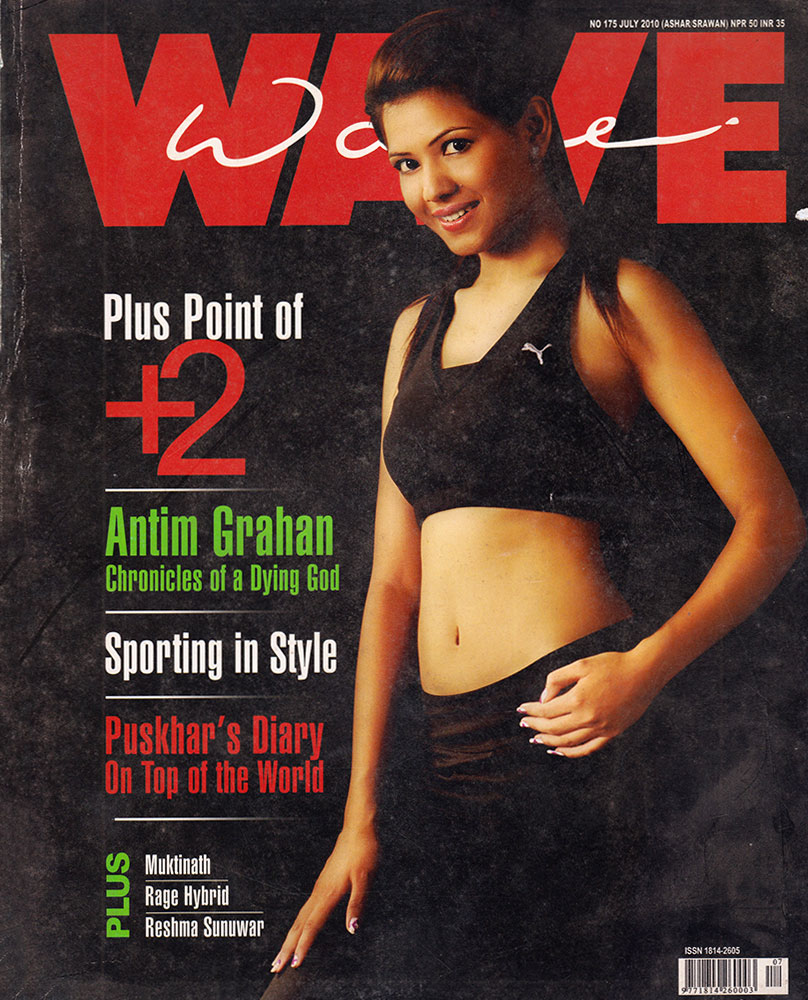 NO 175 JULY 2010 (ASHAR/SRAWAN) NPR 50 INR 35
WAVE
Wave
Plus Point of
+2
Antim Grahan
Chronicles of a Dying God
Sporting in Style
Puskhar's Diary
On Top of the World
PLUS
Muktinath
Rage Hybrid
Reshma Sunuwar
ISSN 1814-2605
07
9 771814 260003